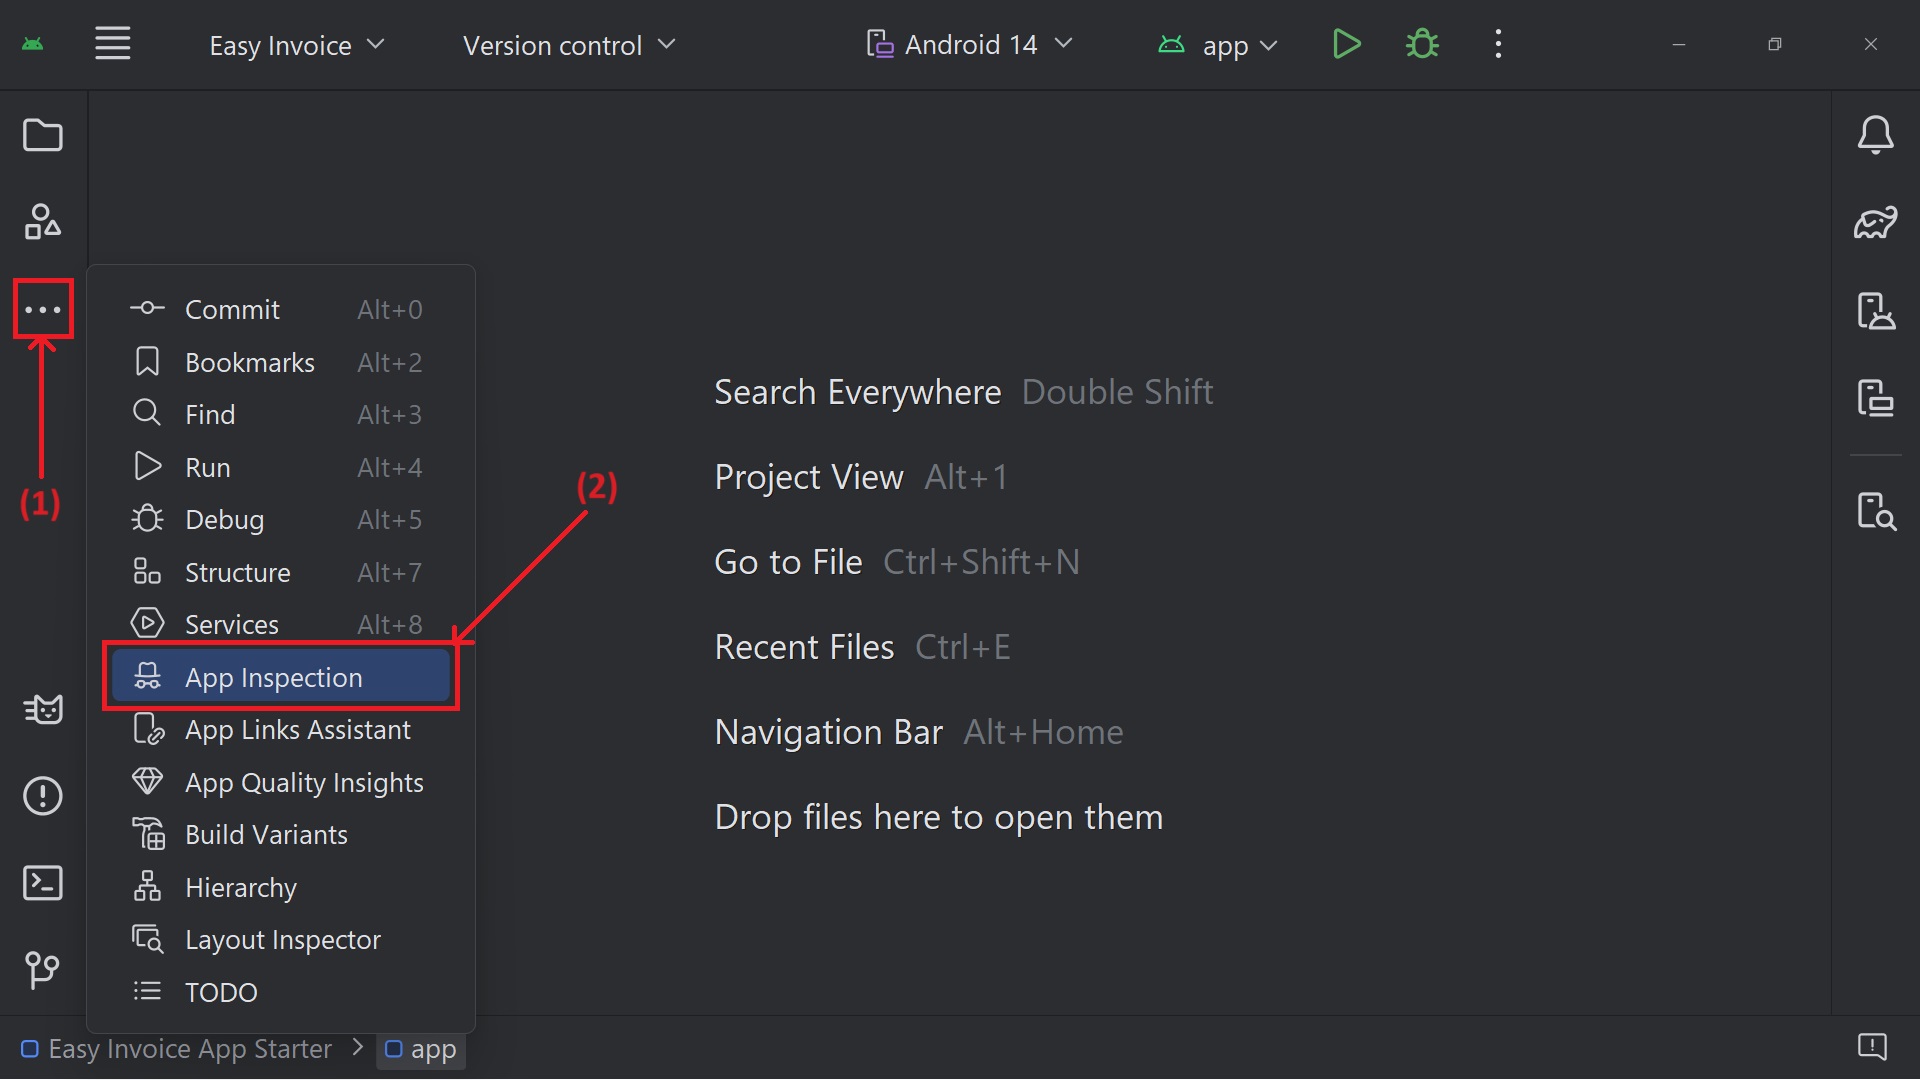 Easy Invoice Version control Android 14 app
Commit Alt+0
Bookmarks Alt+2
Find Alt+3
Run Alt+4
Debug Alt+5
Structure Alt+7
Services Alt+8
App Inspection
App Links Assistant
App Quality Insights
Build Variants
Hierarchy
Layout Inspector
TODO
(1)
(2)
Search Everywhere Double Shift
Project View Alt+1
Go to File Ctrl+Shift+N
Recent Files Ctrl+E
Navigation Bar Alt+Home
Drop files here to open them
Easy Invoice App Starter > app